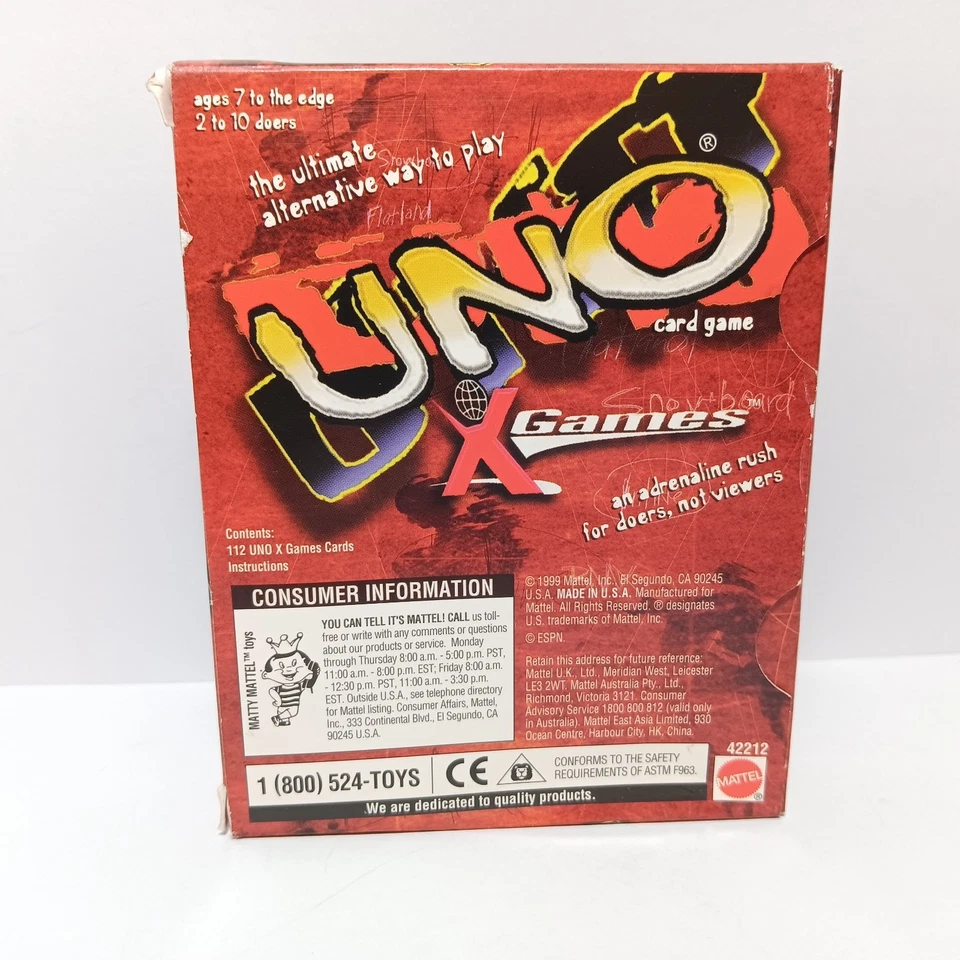 ages 7 to the edge
2 to 10 doers
the ultimate
alternative way to play
Flatland
UNO®
card game
Snowboard
X Games™
an adrenaline rush
for doers, not viewers
Contents:
112 UNO X Games Cards
Instructions
CONSUMER INFORMATION
MATTY MATTEL™ toys
YOU CAN TELL IT'S MATTEL! CALL us toll-
free or write with any comments or questions
about our products or service. Monday
through Thursday 8:00 a.m. - 5:00 p.m. PST,
11:00 a.m. - 8:00 p.m. EST; Friday 8:00 a.m.
- 12:30 p.m. PST, 11:00 a.m. - 3:30 p.m.
EST. Outside U.S.A., see telephone directory
for Mattel listing. Consumer Affairs, Mattel,
Inc., 333 Continental Blvd., El Segundo, CA
90245 U.S.A.
© 1999 Mattel, Inc., El Segundo, CA 90245
U.S.A. MADE IN U.S.A. Manufactured for
Mattel. All Rights Reserved. ® designates
U.S. trademarks of Mattel, Inc.
© ESPN.
Retain this address for future reference:
Mattel U.K., Ltd., Meridian West, Leicester
LE3 2WT. Mattel Australia Pty., Ltd.,
Richmond, Victoria 3121. Consumer
Advisory Service 1800 800 812 (valid only
in Australia). Mattel East Asia Limited, 930
Ocean Centre, Harbour City, HK, China.
1 (800) 524-TOYS
CE
CONFORMS TO THE SAFETY
REQUIREMENTS OF ASTM F963.
42212
MATTEL®
We are dedicated to quality products.